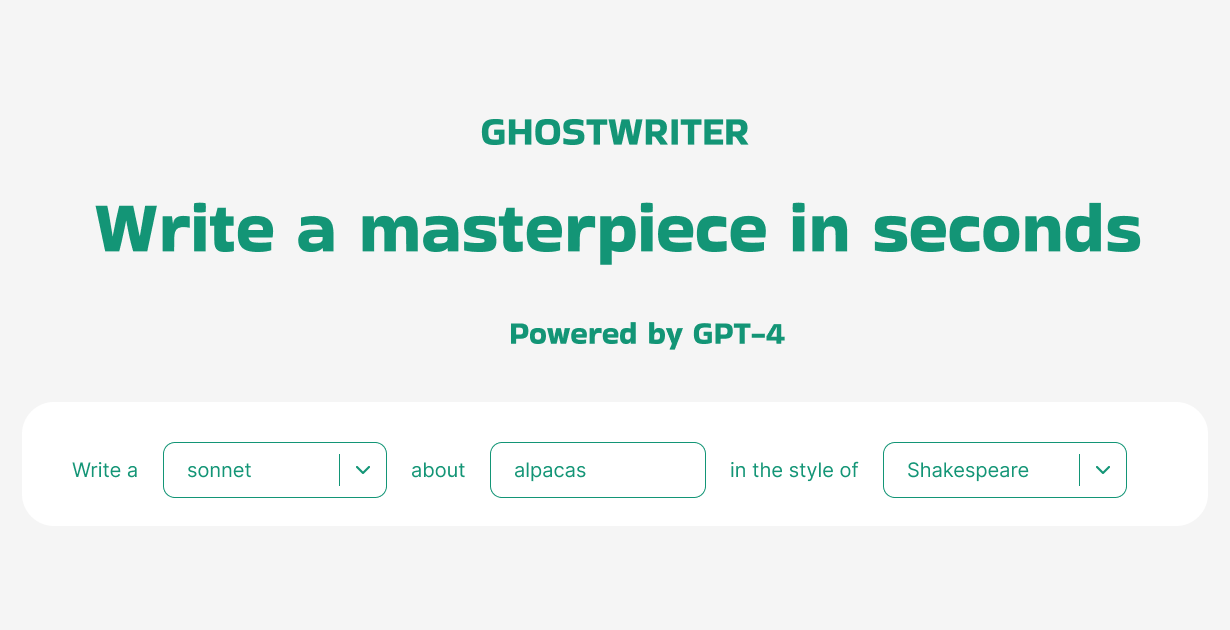 GHOSTWRITER
Write a masterpiece in seconds
Powered by GPT-4
Write a sonnet about alpacas in the style of Shakespeare